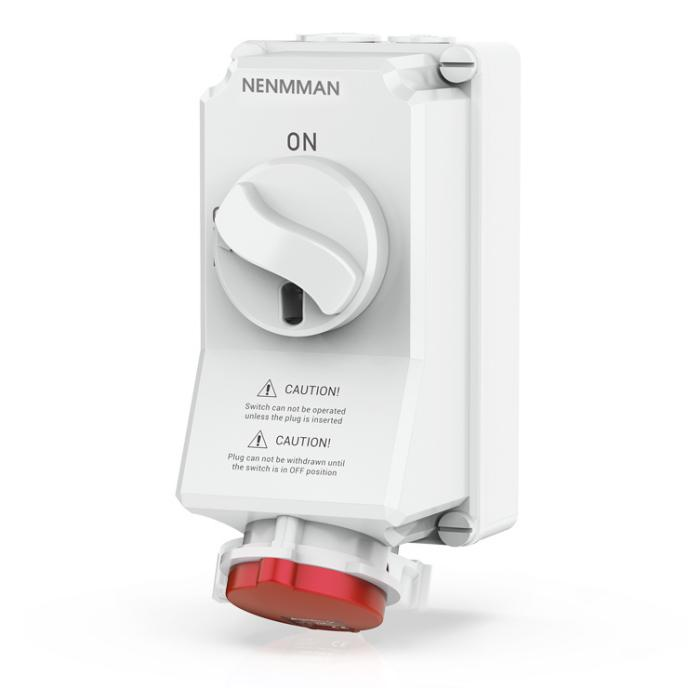 NENMMAN
ON
CAUTION!
Switch can not be operated
unless the plug is inserted
CAUTION!
Plug can not be withdrawn until
the switch is in OFF position